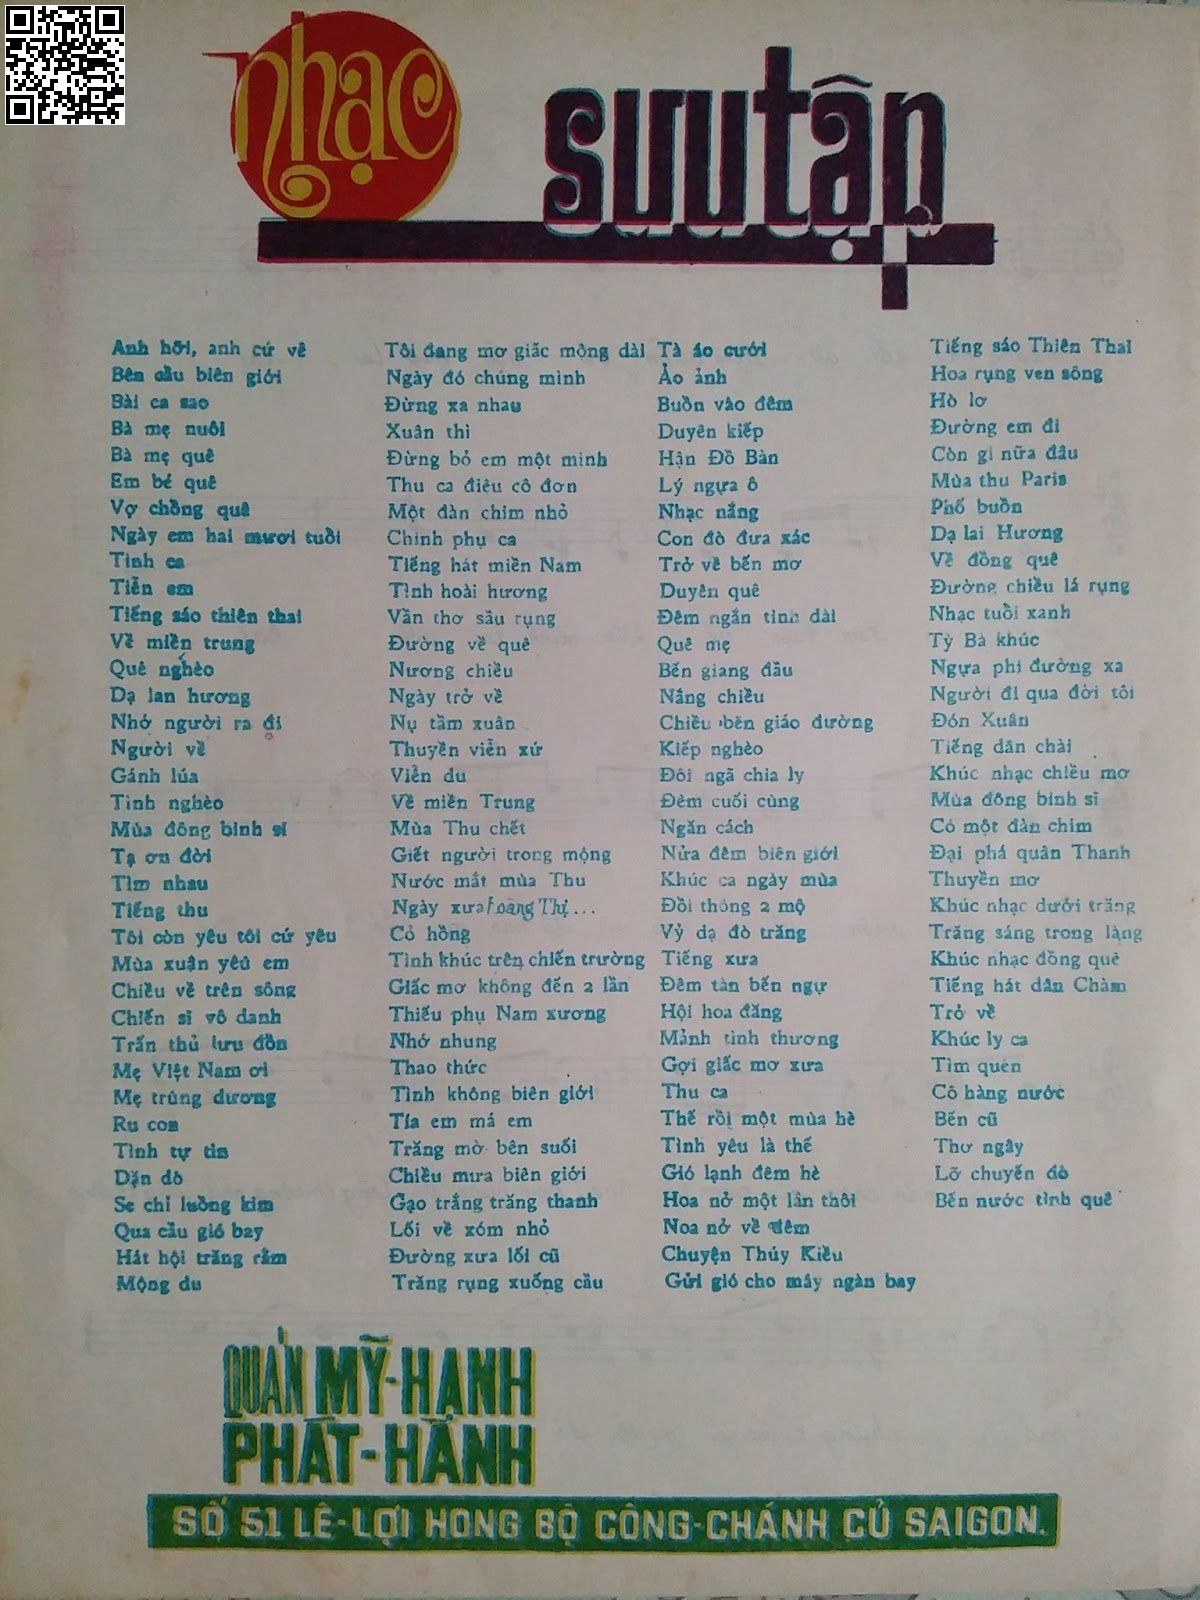 nhạc
sưu tập
Anh hỡi, anh cứ về
Bên cầu biên giới
Bài ca sao
Bà mẹ nuôi
Bà mẹ quê
Em bé quê
Vợ chồng quê
Ngày em hai mươi tuổi
Tình ca
Tiễn em
Tiếng sáo thiên thai
Về miền trung
Quê nghèo
Dạ lan hương
Nhớ người ra đi
Người về
Gánh lúa
Tình nghèo
Mùa đông binh sĩ
Tạ ơn đời
Tìm nhau
Tiếng thu
Tôi còn yêu tôi cứ yêu
Mùa xuân yêu em
Chiều về trên sông
Chiến sĩ vô danh
Trấn thủ lưu đồn
Mẹ Việt Nam ơi
Mẹ trùng dương
Ru con
Tình tự tin
Dặn dò
Se chỉ luồng kim
Qua cầu gió bay
Hát hội trăng rằm
Mộng du
Tôi đang mơ giấc mộng dài
Ngày đó chúng mình
Đừng xa nhau
Xuân thì
Đừng bỏ em một mình
Thu ca điệu cô đơn
Một đàn chim nhỏ
Chinh phụ ca
Tiếng hát miền Nam
Tình hoài hương
Vần thơ sầu rụng
Đường về quê
Nương chiều
Ngày trở về
Nụ tầm xuân
Thuyền viễn xứ
Viễn du
Về miền Trung
Mùa Thu chết
Giết người trong mộng
Nước mắt mùa Thu
Ngày xưa Hoàng Thị...
Cỏ hồng
Tình khúc trên chiến trường
Giấc mơ không đến 2 lần
Thiếu phụ Nam xương
Nhớ nhung
Thao thức
Tình không biên giới
Tía em má em
Trăng mờ bên suối
Chiều mưa biên giới
Gạo trắng trăng thanh
Lối về xóm nhỏ
Đường xưa lối cũ
Trăng rụng xuống cầu
Tà áo cưới
Ảo ảnh
Buồn vào đêm
Duyên kiếp
Hận Đồ Bàn
Lý ngựa ô
Nhạc nắng
Con đò đưa xác
Trở về bến mơ
Duyên quê
Đêm ngắn tình dài
Quê mẹ
Bến giang đầu
Nắng chiều
Chiều bên giáo đường
Kiếp nghèo
Đôi ngã chia ly
Đêm cuối cùng
Ngăn cách
Nửa đêm biên giới
Khúc ca ngày mùa
Đồi thông 2 mộ
Vỷ dạ đò trăng
Tiếng xưa
Đêm tàn bến ngự
Hội hoa đăng
Mảnh tình thương
Gợi giấc mơ xưa
Thu ca
Thế rồi một mùa hè
Tình yêu là thế
Gió lạnh đêm hè
Hoa nở một lần thôi
Noa nở về đêm
Chuyện Thúy Kiều
Gửi gió cho mây ngàn bay
Tiếng sáo Thiên Thai
Hoa rụng ven sông
Hò lơ
Đường em đi
Còn gì nữa đâu
Mùa thu Paris
Phố buồn
Dạ lai Hương
Về đồng quê
Đường chiều lá rụng
Nhạc tuổi xanh
Tỳ Bà khúc
Ngựa phi đường xa
Người đi qua đời tôi
Đón Xuân
Tiếng dân chài
Khúc nhạc chiều mơ
Mùa đông binh sĩ
Có một đàn chim
Đại phá quân Thanh
Thuyền mơ
Khúc nhạc dưới trăng
Trăng sáng trong làng
Khúc nhạc đồng quê
Tiếng hát dân Chàm
Trở về
Khúc ly ca
Tìm quên
Cô hàng nước
Bến cũ
Thơ ngây
Lỡ chuyến đò
Bến nước tình quê
QUÁN MỸ-HẠNH
PHÁT-HÀNH
SỐ 51 LÊ-LỢI HONG BỘ CÔNG-CHÁNH CỦ SAIGON.